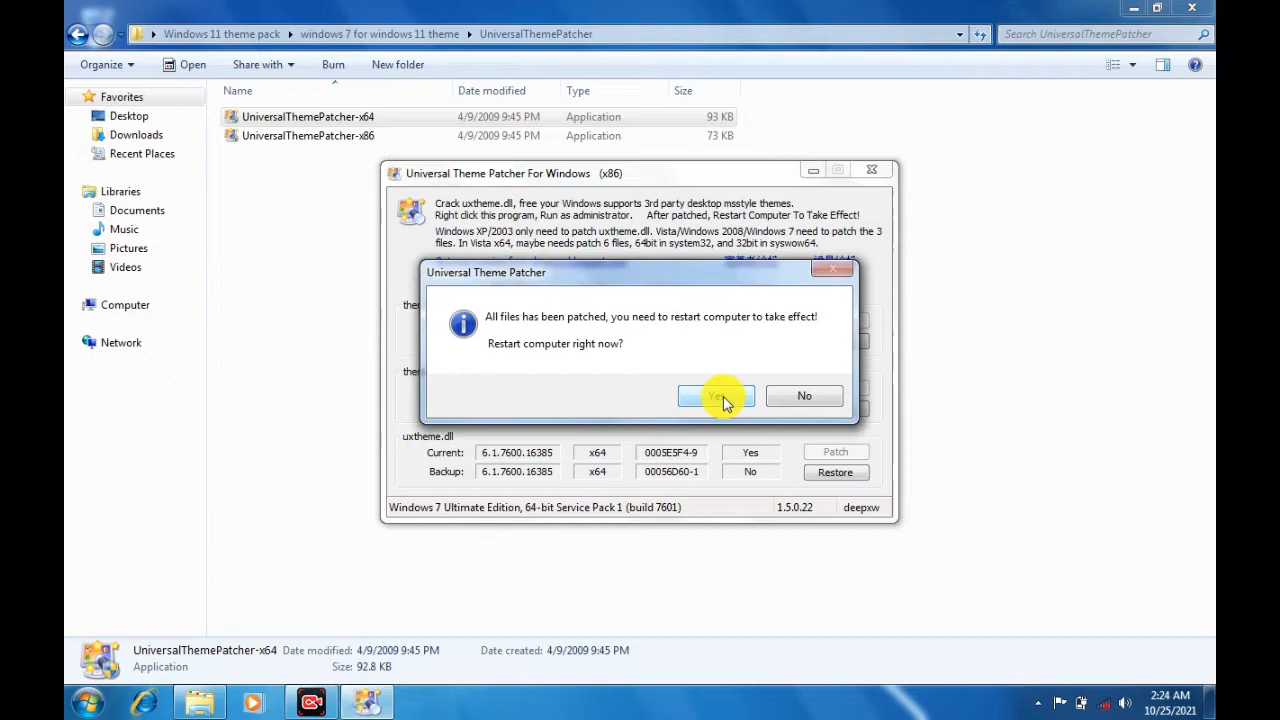 Windows 11 theme pack windows 7 for windows 11 theme UniversalThemePatcher Search UniversalThemePatcher
Organize Open Share with Burn New folder
Favorites
Desktop
Downloads
Recent Places
Libraries
Documents
Music
Pictures
Videos
Computer
Network
Name Date modified Type Size
UniversalThemePatcher-x64 4/9/2009 9:45 PM Application 93 KB
UniversalThemePatcher-x86 4/9/2009 9:45 PM Application 73 KB
Universal Theme Patcher For Windows (x86)
Crack uxtheme.dll, free your Windows supports 3rd party desktop msstyle themes.
Right click this program, Run as administrator. After patched, Restart Computer To Take Effect!
Windows XP/2003 only need to patch uxtheme.dll. Vista/Windows 2008/Windows 7 need to patch the 3
files. In Vista x64, maybe needs patch 6 files, 64bit in system32, and 32bit in syswow64.
Universal Theme Patcher
All files has been patched, you need to restart computer to take effect!
Restart computer right now?
Yes No
uxtheme.dll
Current: 6.1.7600.16385 x64 0005E5F4-9 Yes Patch
Backup: 6.1.7600.16385 x64 00056D60-1 No Restore
Windows 7 Ultimate Edition, 64-bit Service Pack 1 (build 7601) 1.5.0.22 deepxw
UniversalThemePatcher-x64 Date modified: 4/9/2009 9:45 PM Date created: 4/9/2009 9:45 PM
Application Size: 92.8 KB
2:24 AM
10/25/2021